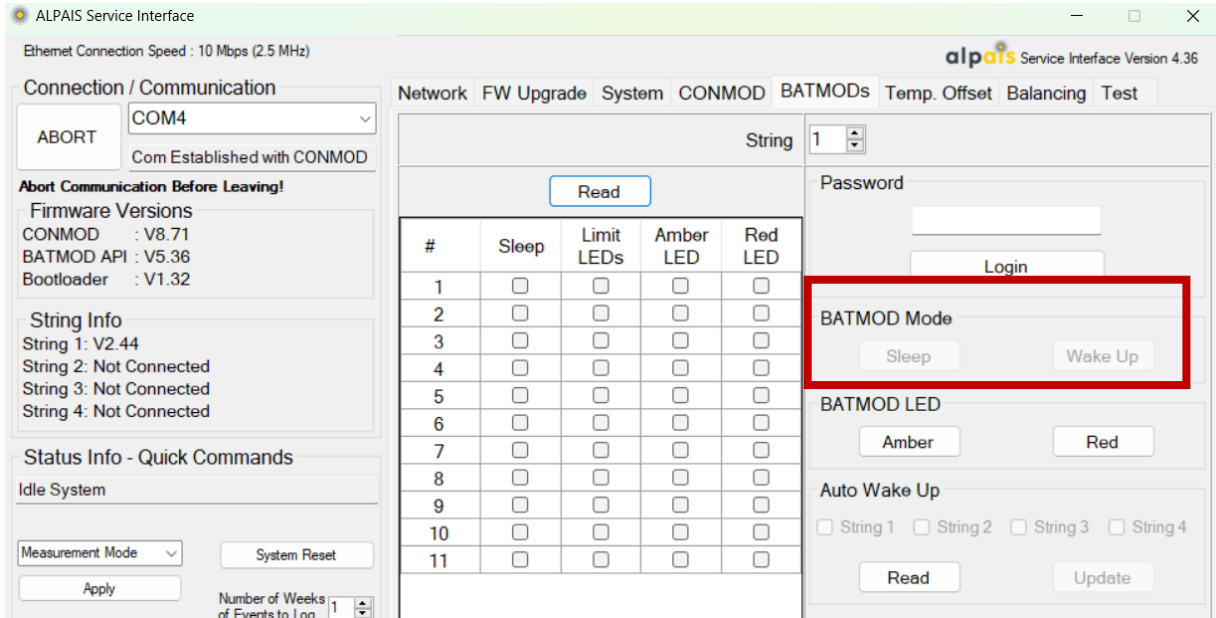 ALPAIS Service Interface
Ethernet Connection Speed : 10 Mbps (2.5 MHz)
alpais Service Interface Version 4.36
Connection / Communication
ABORT
COM4
Com Established with CONMOD
Abort Communication Before Leaving!
Firmware Versions
CONMOD : V8.71
BATMOD API : V5.36
Bootloader : V1.32
String Info
String 1: V2.44
String 2: Not Connected
String 3: Not Connected
String 4: Not Connected
Status Info - Quick Commands
Idle System
Measurement Mode
System Reset
Apply
Number of Weeks
of Events to Log
1
Network FW Upgrade System CONMOD BATMODs Temp. Offset Balancing Test
String 1
Read
# Sleep Limit LEDs Amber LED Red LED
1
2
3
4
5
6
7
8
9
10
11
Password
Login
BATMOD Mode
Sleep Wake Up
BATMOD LED
Amber Red
Auto Wake Up
String 1 String 2 String 3 String 4
Read Update